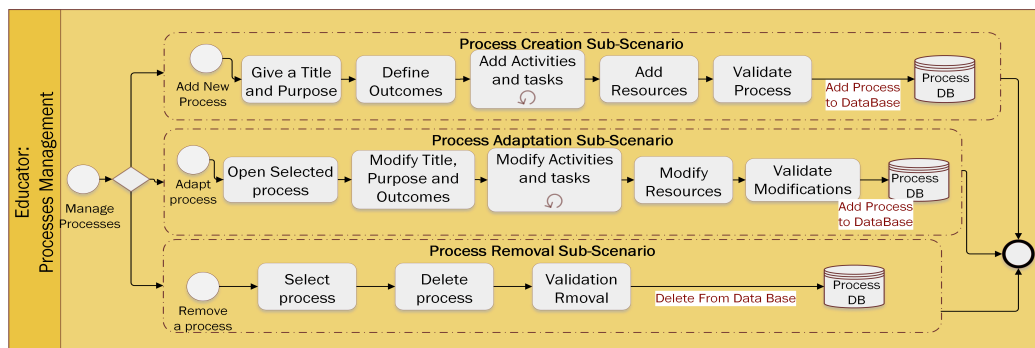 Educator:
Processes Management
Manage
Processes
Process Creation Sub-Scenario
Add New
Process
Give a Title
and Purpose
Define
Outcomes
Add Activities
and tasks
Add
Resources
Validate
Process
Add Process
to DataBase
Process
DB
Process Adaptation Sub-Scenario
Adapt
process
Open Selected
process
Modify Title,
Purpose and
Outcomes
Modify Activities
and tasks
Modify
Resources
Validate
Modifications
Add Process
to DataBase
Process
DB
Process Removal Sub-Scenario
Remove
a process
Select
process
Delete
process
Validation
Rmoval
Delete From Data Base
Process
DB